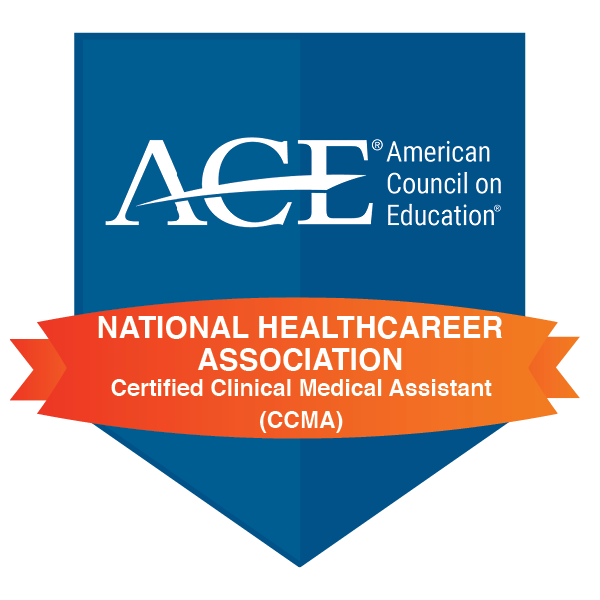 ACE® American
Council on
Education®
NATIONAL HEALTHCAREER
ASSOCIATION
Certified Clinical Medical Assistant
(CCMA)